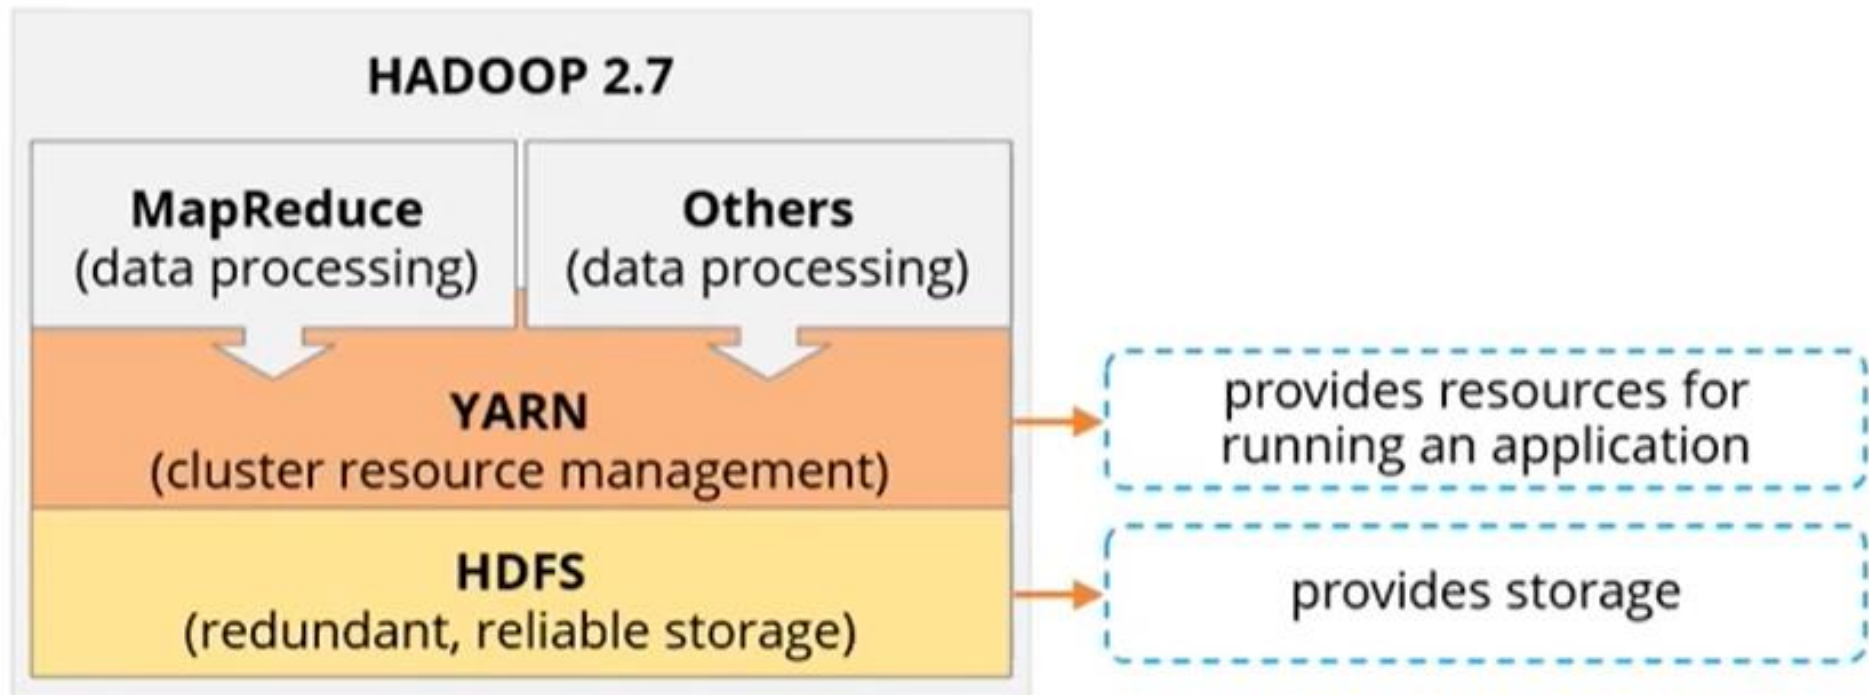 HADOOP 2.7
MapReduce
(data processing)
Others
(data processing)
YARN
(cluster resource management)
provides resources for
running an application
HDFS
(redundant, reliable storage)
provides storage